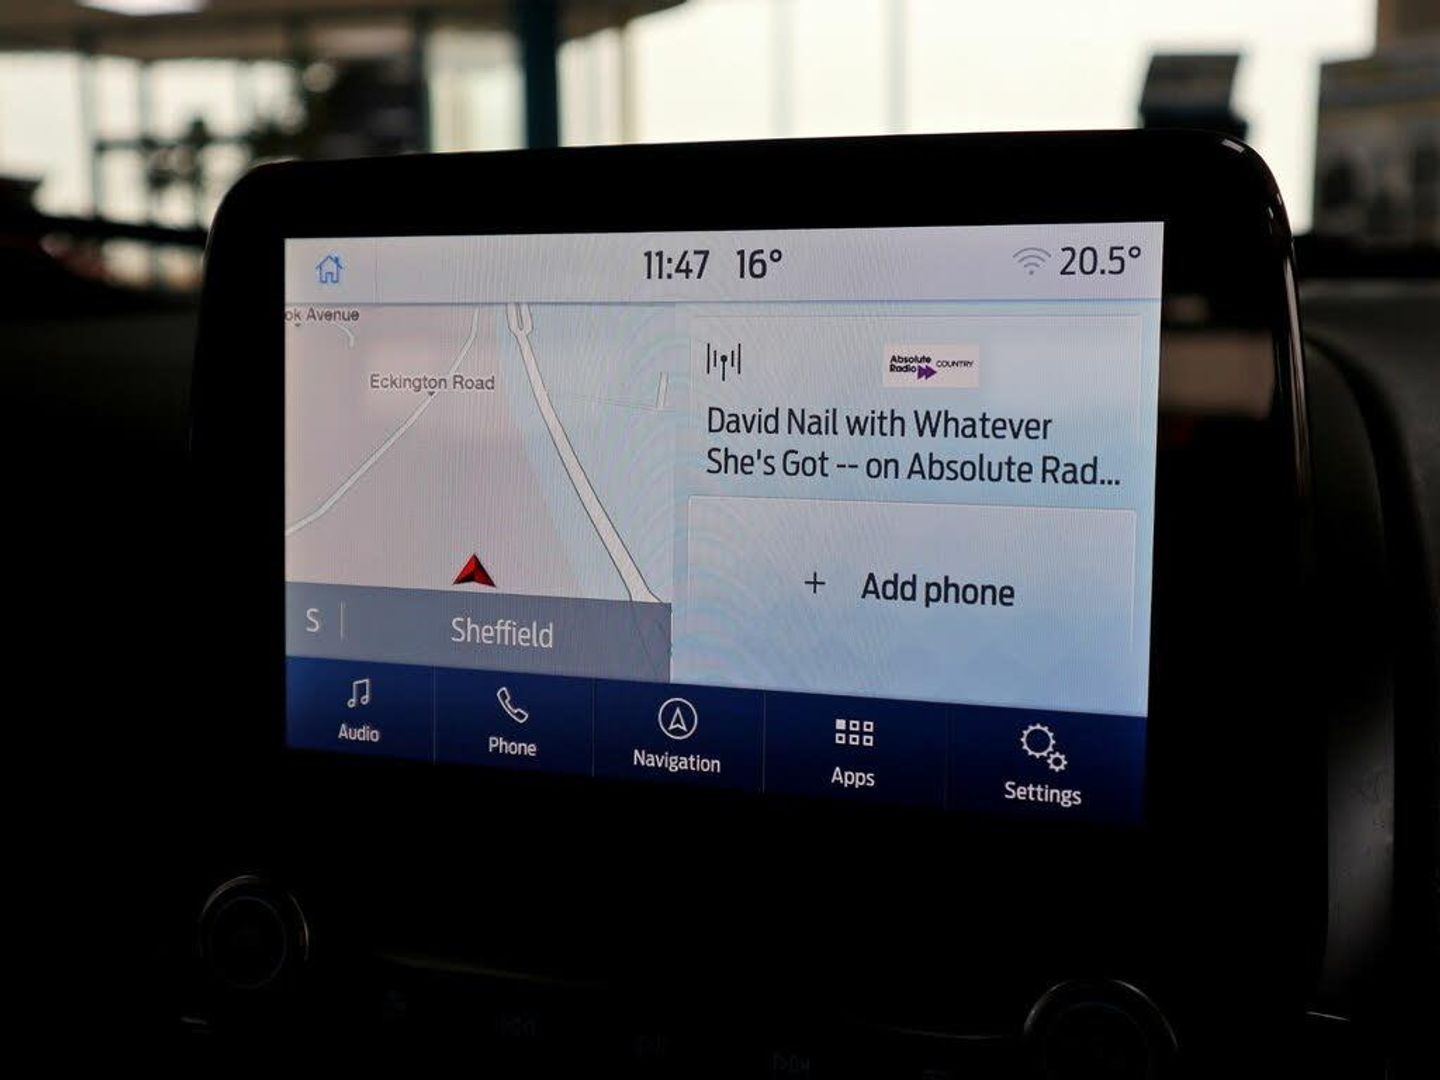 11:47 16° 20.5°
ok Avenue
Eckington Road
Absolute
Radio COUNTRY
David Nail with Whatever
She's Got -- on Absolute Rad...
+ Add phone
S | Sheffield
Audio
Phone
Navigation
Apps
Settings